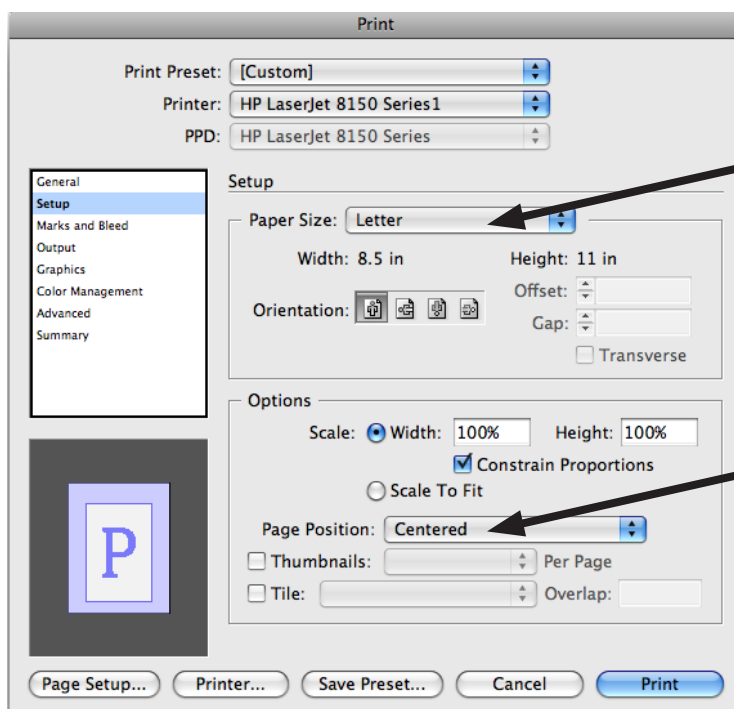 Print
Print Preset: [Custom]
Printer: HP LaserJet 8150 Series1
PPD: HP LaserJet 8150 Series
General
Setup
Marks and Bleed
Output
Graphics
Color Management
Advanced
Summary
Setup
Paper Size: Letter
Width: 8.5 in Height: 11 in
Orientation: Offset:
Gap:
Transverse
Options
Scale: Width: 100% Height: 100%
Constrain Proportions
Scale To Fit
Page Position: Centered
Thumbnails: Per Page
Tile: Overlap:
P
Page Setup... Printer... Save Preset... Cancel Print